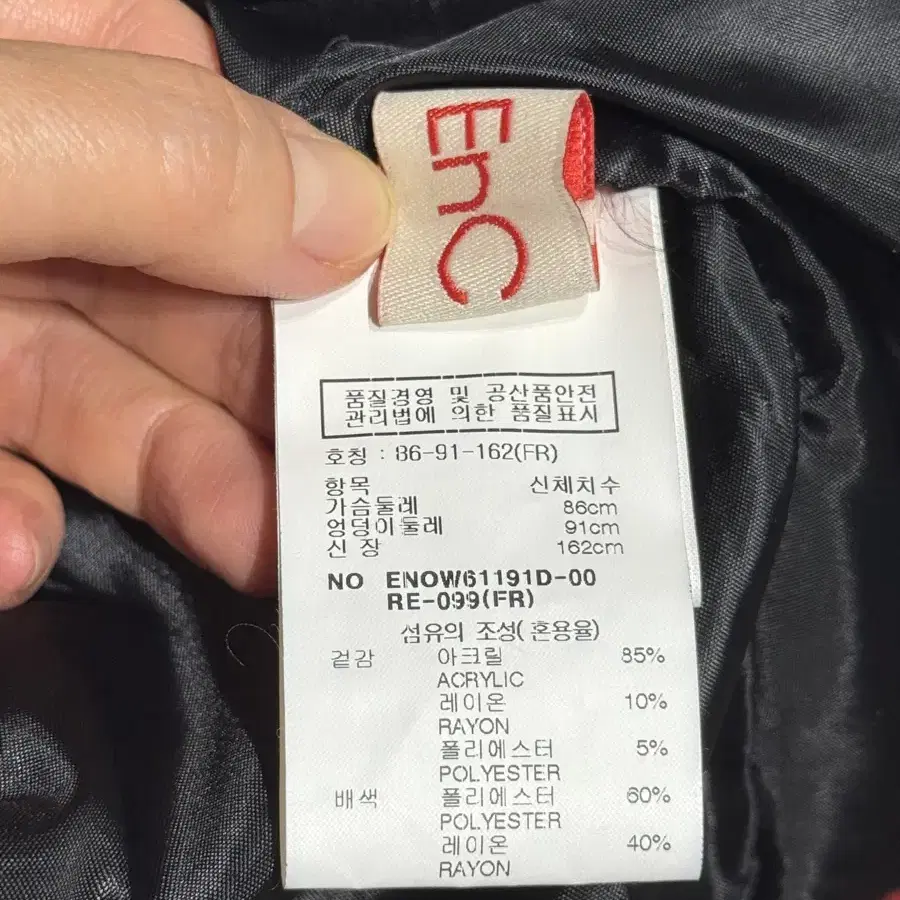 EnC
품질경영 및 공산품안전
관리법에 의한 품질표시
호칭 : 86-91-162(FR)
항목 신체치수
가슴둘레 86cm
엉덩이둘레 91cm
신 장 162cm
NO ENOW61191D-00
RE-099(FR)
섬유의 조성( 혼용율)
겉감 아크릴 85%
ACRYLIC
레이온 10%
RAYON
폴리에스터 5%
POLYESTER
배색 폴리에스터 60%
POLYESTER
레이온 40%
RAYON